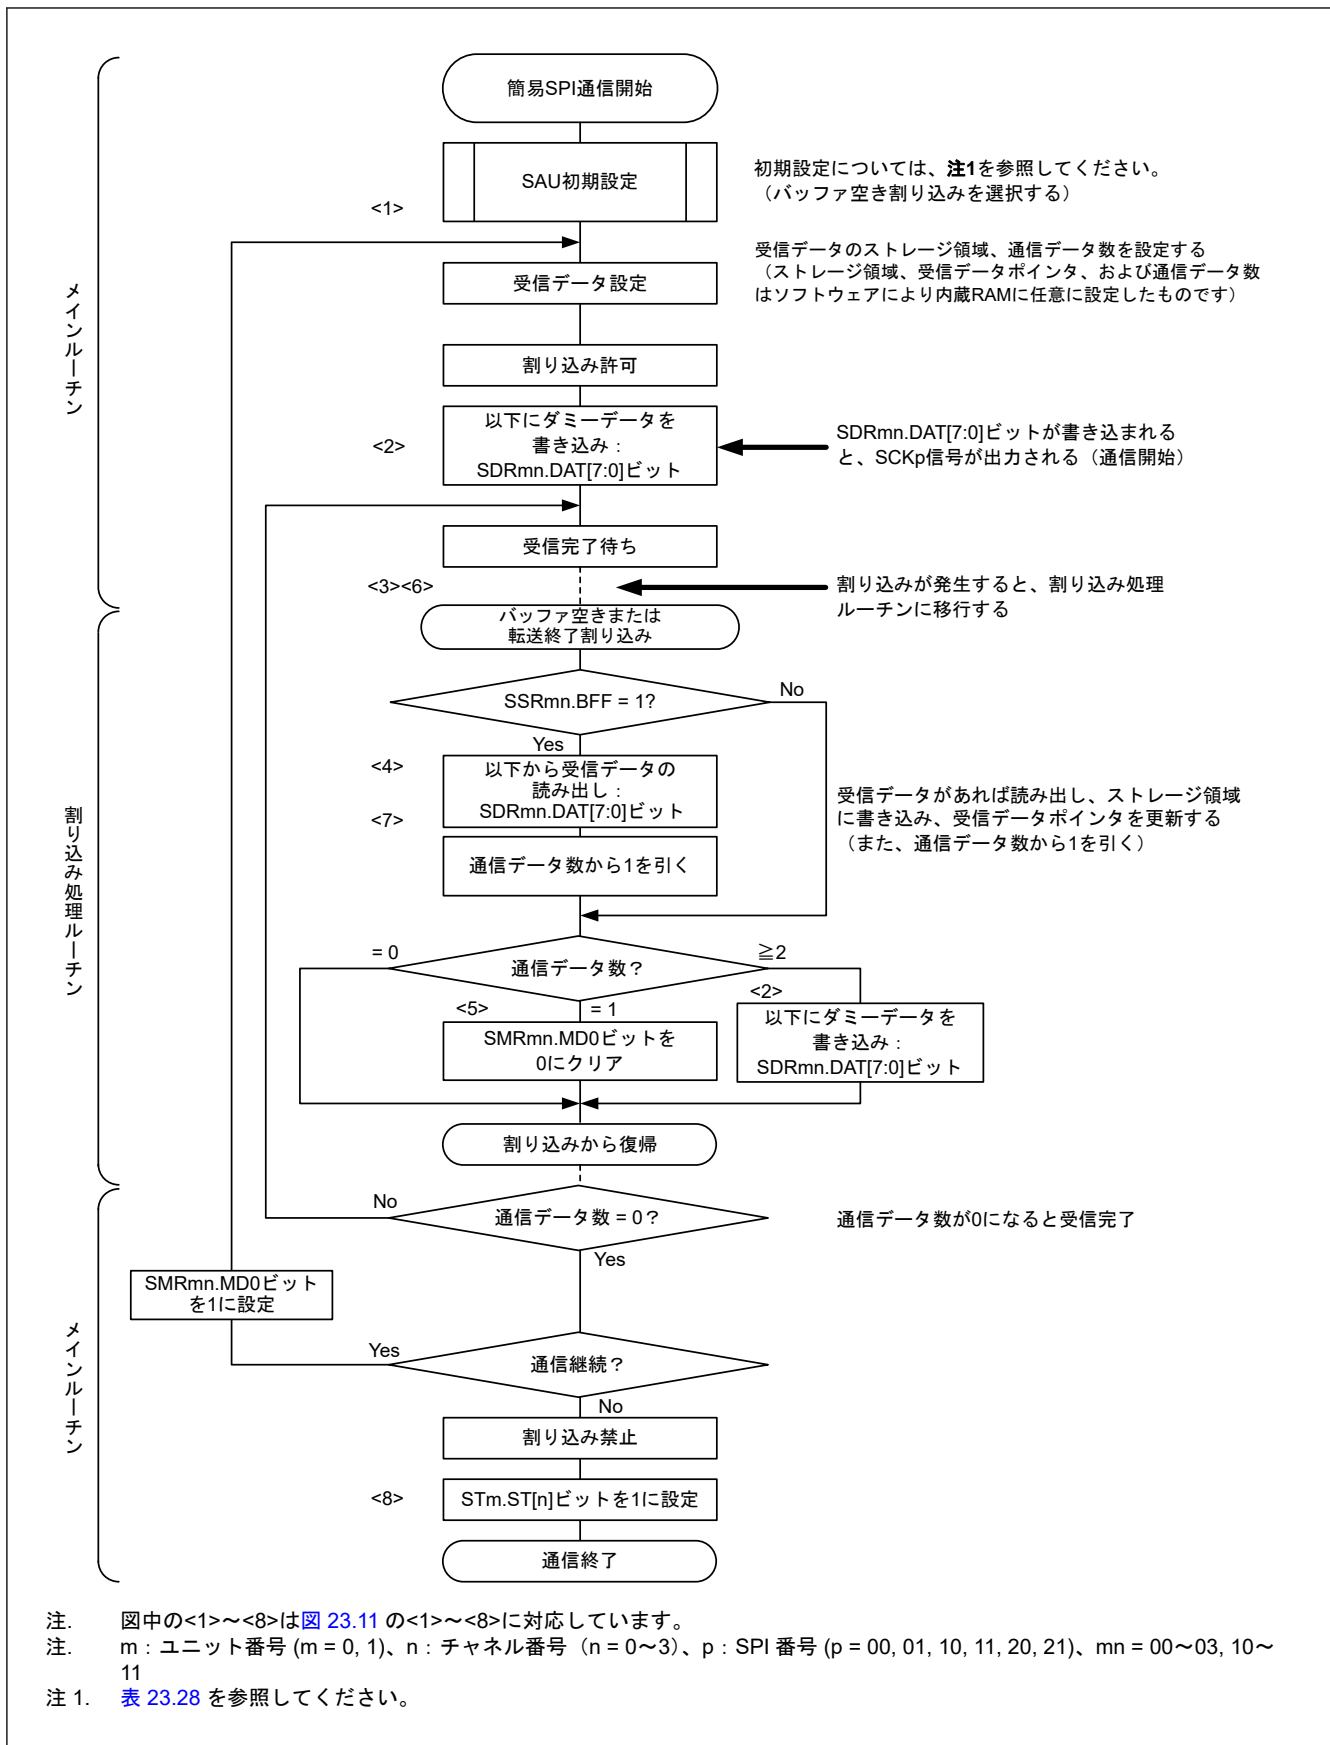 簡易SPI通信開始
SAU初期設定
初期設定については、注1を参照してください。
（バッファ空き割り込みを選択する）
<1>
受信データ設定
受信データのストレージ領域、通信データ数を設定する
（ストレージ領域、受信データポインタ、および通信データ数
はソフトウェアにより内蔵RAMに任意に設定したものです）
メインルーチン
割り込み許可
<2>
以下にダミーデータを
書き込み：
SDRmn.DAT[7:0]ビット
SDRmn.DAT[7:0]ビットが書き込まれる
と、SCKp信号が出力される（通信開始）
受信完了待ち
<3><6>
割り込みが発生すると、割り込み処理
ルーチンに移行する
バッファ空きまたは
転送終了割り込み
SSRmn.BFF = 1?
No
Yes
<4>
以下から受信データの
読み出し：
SDRmn.DAT[7:0]ビット
<7>
受信データがあれば読み出し、ストレージ領域
に書き込み、受信データポインタを更新する
（また、通信データ数から1を引く）
通信データ数から1を引く
割り込み処理ルーチン
= 0
通信データ数？
≧2
<5>
= 1
<2>
SMRmn.MD0ビットを
0にクリア
以下にダミーデータを
書き込み：
SDRmn.DAT[7:0]ビット
割り込みから復帰
No
通信データ数 = 0？
通信データ数が0になると受信完了
Yes
SMRmn.MD0ビット
を1に設定
メインルーチン
Yes
通信継続？
No
割り込み禁止
<8>
STm.ST[n]ビットを1に設定
通信終了
注. 図中の<1>～<8>は図 23.11 の<1>～<8>に対応しています。
注. m：ユニット番号 (m = 0, 1)、n：チャネル番号（n = 0～3）、p：SPI 番号 (p = 00, 01, 10, 11, 20, 21)、mn = 00～03, 10～
11
注 1. 表 23.28 を参照してください。